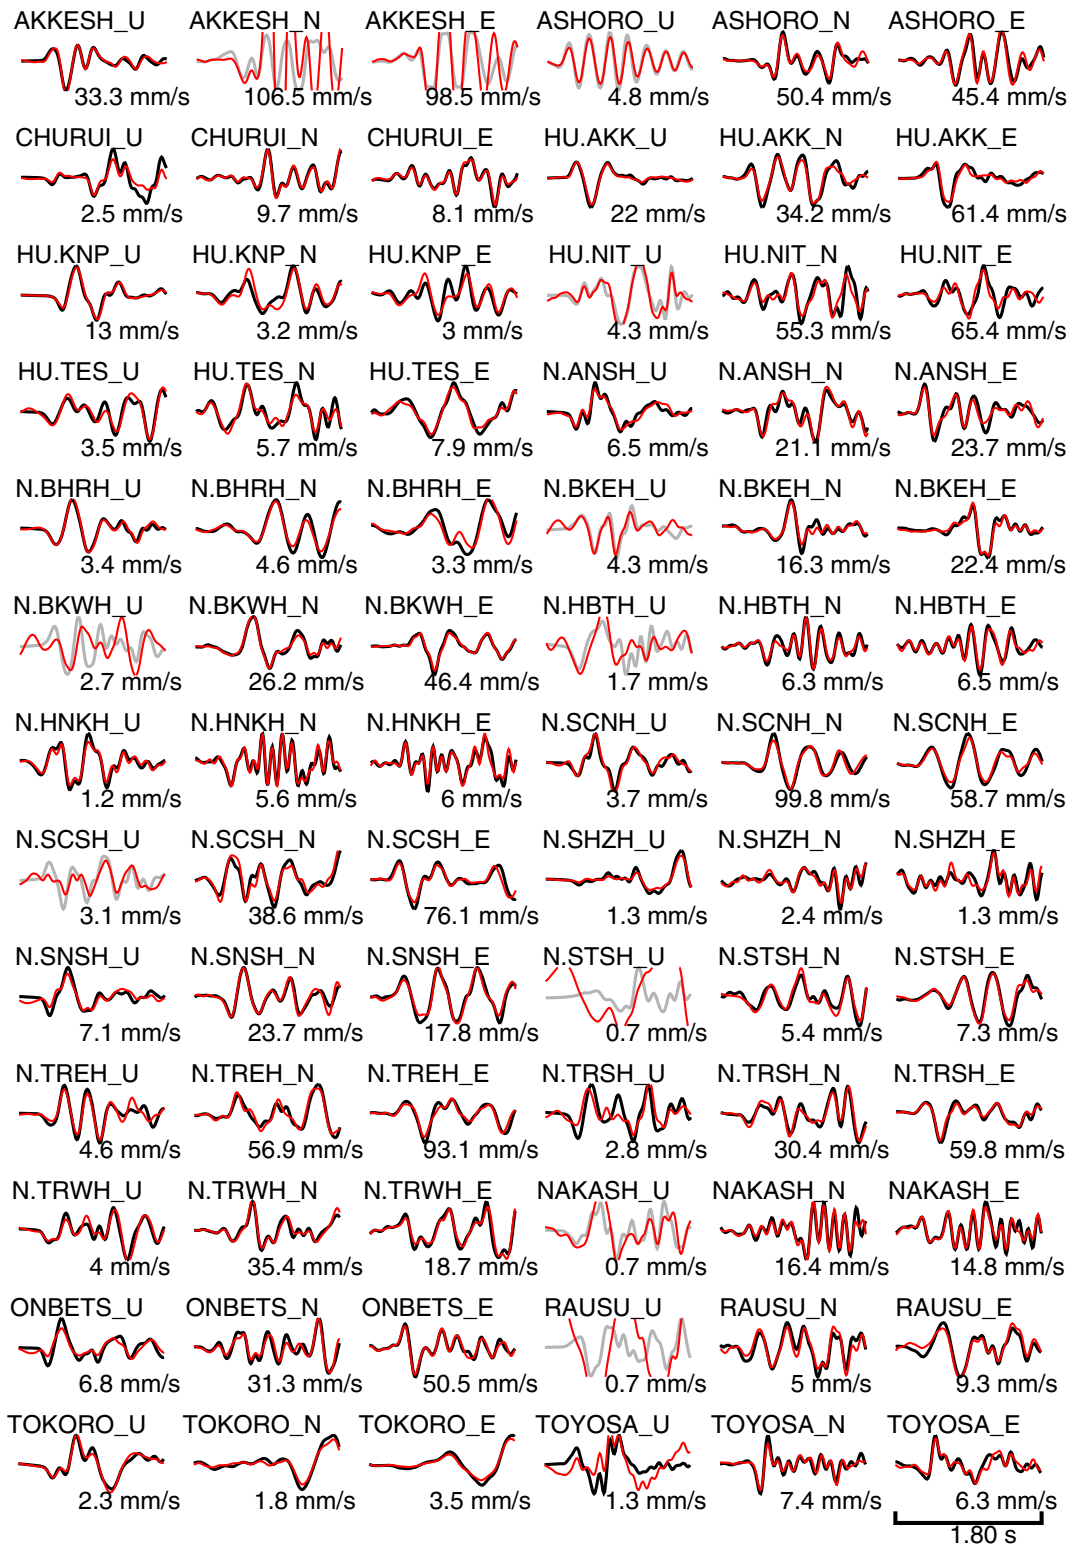 AKKESH_U AKKESH_N AKKESH_E ASHORO_U ASHORO_N ASHORO_E
33.3 mm/s 106.5 mm/s 98.5 mm/s 4.8 mm/s 50.4 mm/s 45.4 mm/s
CHURUI_U CHURUI_N CHURUI_E HU.AKK_U HU.AKK_N HU.AKK_E
2.5 mm/s 9.7 mm/s 8.1 mm/s 22 mm/s 34.2 mm/s 61.4 mm/s
HU.KNP_U HU.KNP_N HU.KNP_E HU.NIT_U HU.NIT_N HU.NIT_E
13 mm/s 3.2 mm/s 3 mm/s 4.3 mm/s 55.3 mm/s 65.4 mm/s
HU.TES_U HU.TES_N HU.TES_E N.ANSH_U N.ANSH_N N.ANSH_E
3.5 mm/s 5.7 mm/s 7.9 mm/s 6.5 mm/s 21.1 mm/s 23.7 mm/s
N.BHRH_U N.BHRH_N N.BHRH_E N.BKEH_U N.BKEH_N N.BKEH_E
3.4 mm/s 4.6 mm/s 3.3 mm/s 4.3 mm/s 16.3 mm/s 22.4 mm/s
N.BKWH_U N.BKWH_N N.BKWH_E N.HBTH_U N.HBTH_N N.HBTH_E
2.7 mm/s 26.2 mm/s 46.4 mm/s 1.7 mm/s 6.3 mm/s 6.5 mm/s
N.HNKH_U N.HNKH_N N.HNKH_E N.SCNH_U N.SCNH_N N.SCNH_E
1.2 mm/s 5.6 mm/s 6 mm/s 3.7 mm/s 99.8 mm/s 58.7 mm/s
N.SCSH_U N.SCSH_N N.SCSH_E N.SHZH_U N.SHZH_N N.SHZH_E
3.1 mm/s 38.6 mm/s 76.1 mm/s 1.3 mm/s 2.4 mm/s 1.3 mm/s
N.SNSH_U N.SNSH_N N.SNSH_E N.STSH_U N.STSH_N N.STSH_E
7.1 mm/s 23.7 mm/s 17.8 mm/s 0.7 mm/s 5.4 mm/s 7.3 mm/s
N.TREH_U N.TREH_N N.TREH_E N.TRSH_U N.TRSH_N N.TRSH_E
4.6 mm/s 56.9 mm/s 93.1 mm/s 2.8 mm/s 30.4 mm/s 59.8 mm/s
N.TRWH_U N.TRWH_N N.TRWH_E NAKASH_U NAKASH_N NAKASH_E
4 mm/s 35.4 mm/s 18.7 mm/s 0.7 mm/s 16.4 mm/s 14.8 mm/s
ONBETS_U ONBETS_N ONBETS_E RAUSU_U RAUSU_N RAUSU_E
6.8 mm/s 31.3 mm/s 50.5 mm/s 0.7 mm/s 5 mm/s 9.3 mm/s
TOKORO_U TOKORO_N TOKORO_E TOYOSA_U TOYOSA_N TOYOSA_E
2.3 mm/s 1.8 mm/s 3.5 mm/s 1.3 mm/s 7.4 mm/s 6.3 mm/s
1.80 s